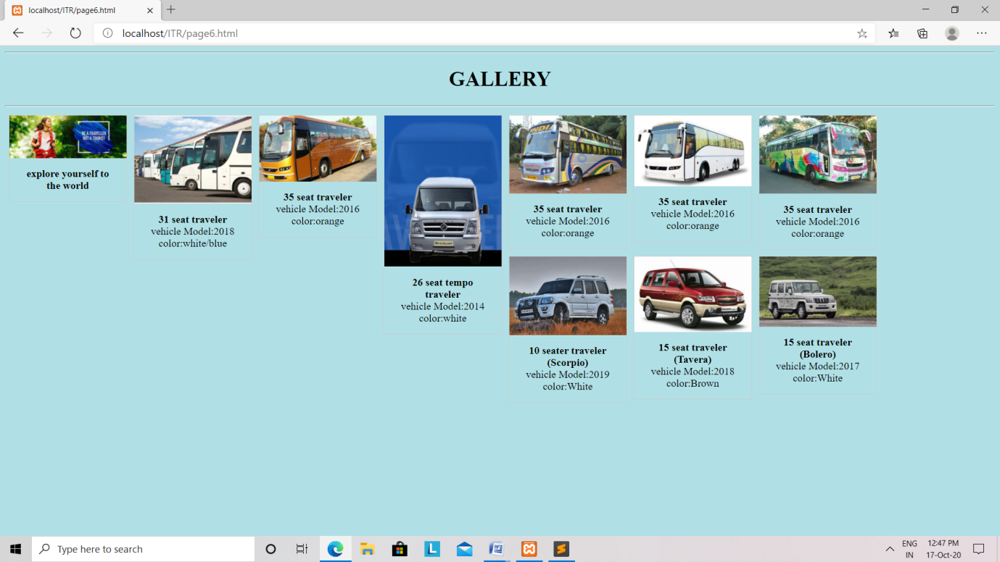 localhost/ITR/page6.html
localhost/ITR/page6.html
GALLERY
BE A TRAVELLER
NOT A TOURIST
explore yourself to
the world
31 seat traveler
vehicle Model:2018
color:white/blue
35 seat traveler
vehicle Model:2016
color:orange
26 seat tempo
traveler
vehicle Model:2014
color:white
35 seat traveler
vehicle Model:2016
color:orange
35 seat traveler
vehicle Model:2016
color:orange
35 seat traveler
vehicle Model:2016
color:orange
10 seater traveler
(Scorpio)
vehicle Model:2019
color:White
15 seat traveler
(Tavera)
vehicle Model:2018
color:Brown
15 seat traveler
(Bolero)
vehicle Model:2017
color:White
Type here to search
L
W
S
ENG
IN
12:47 PM
17-Oct-20